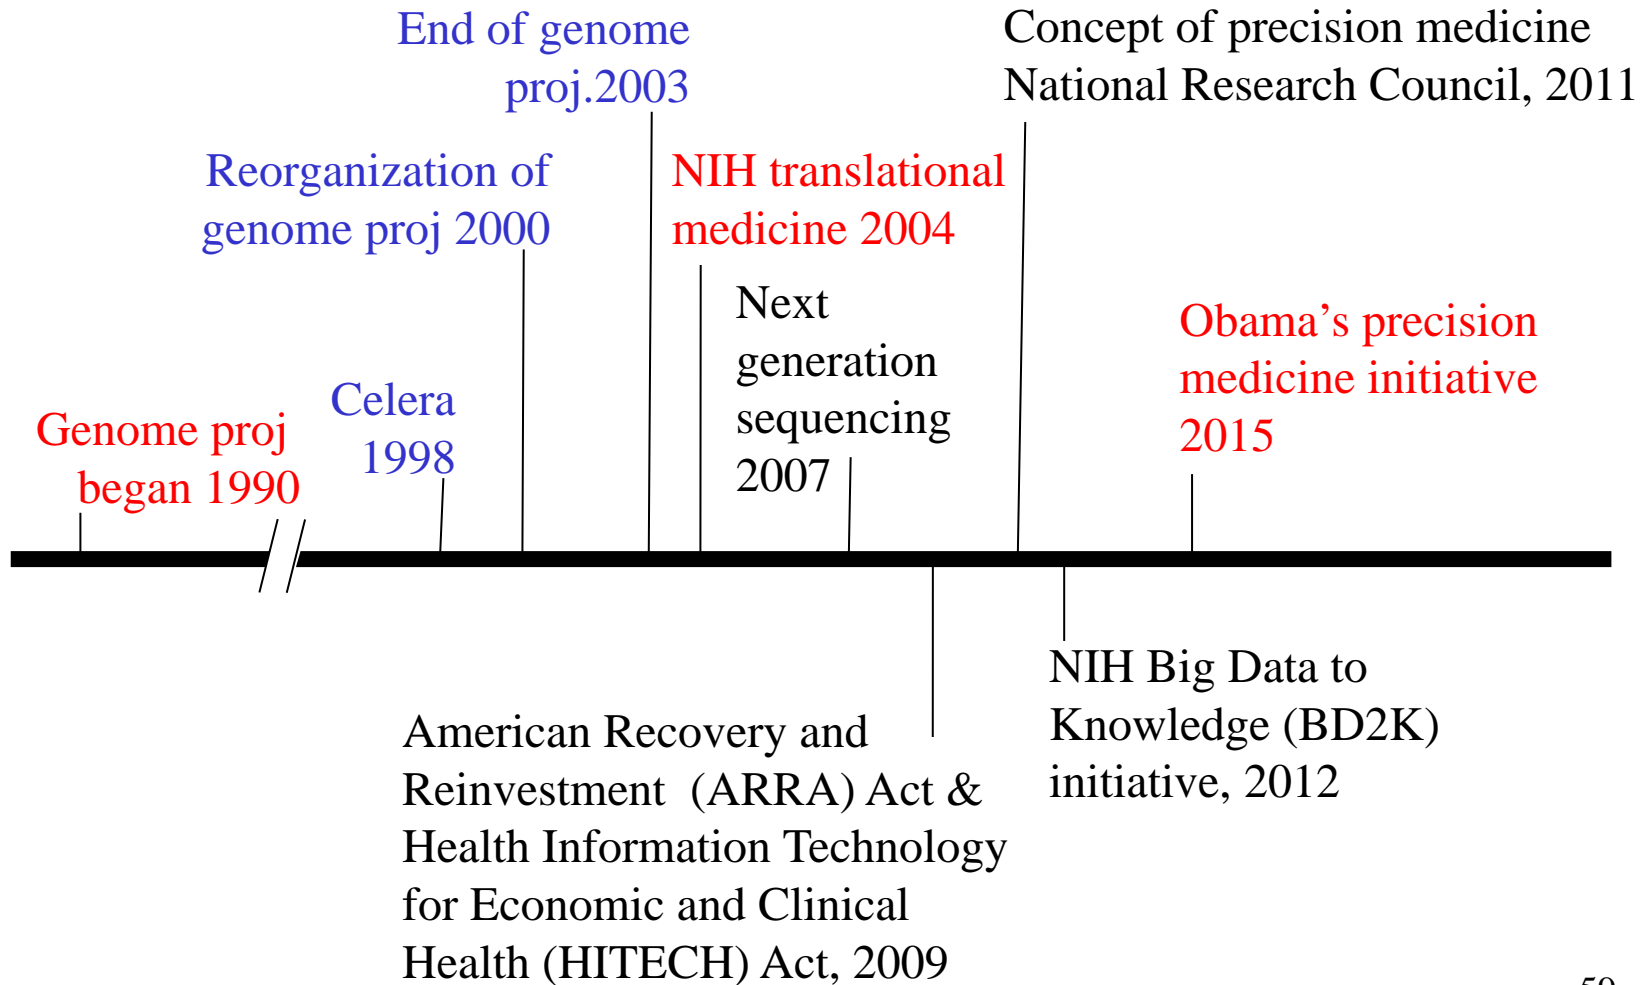 End of genome
proj.2003
Concept of precision medicine
National Research Council, 2011
Reorganization of
genome proj 2000
NIH translational
medicine 2004
Next
generation
sequencing
2007
Obama’s precision
medicine initiative
2015
Celera
1998
Genome proj
began 1990
NIH Big Data to
Knowledge (BD2K)
initiative, 2012
American Recovery and
Reinvestment  (ARRA) Act &
Health Information Technology
for Economic and Clinical
Health (HITECH) Act, 2009